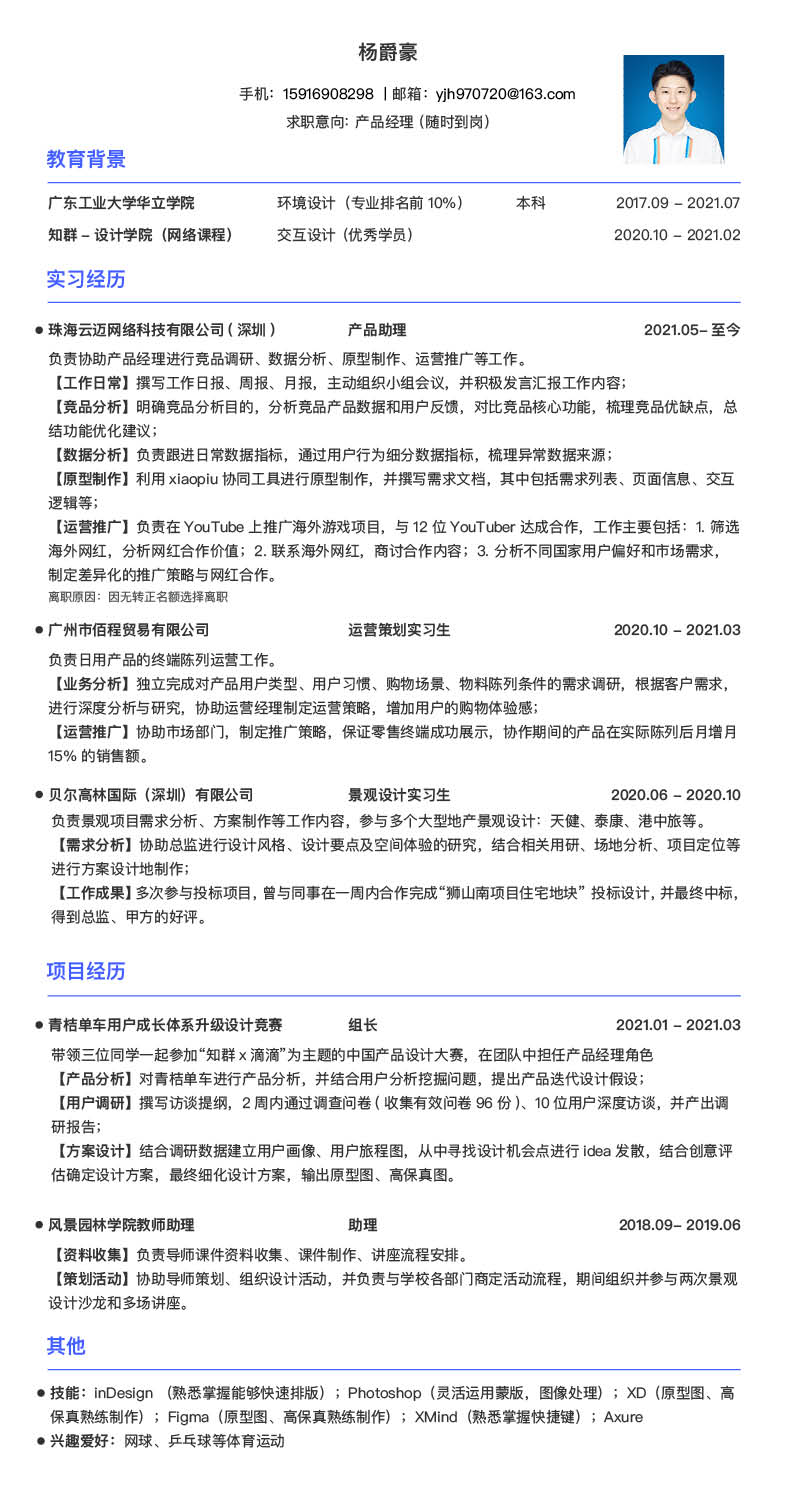 杨爵豪
手机：15916908298 | 邮箱：yjh970720@163.com
求职意向: 产品经理（随时到岗）
教育背景
广东工业大学华立学院 环境设计（专业排名前 10%） 本科 2017.09 – 2021.07
知群 – 设计学院（网络课程） 交互设计（优秀学员） 2020.10 – 2021.02
实习经历
● 珠海云迈网络科技有限公司 ( 深圳 ) 产品助理 2021.05– 至今
负责协助产品经理进行竞品调研、数据分析、原型制作、运营推广等工作。
【工作日常】撰写工作日报、周报、月报，主动组织小组会议，并积极发言汇报工作内容；
【竞品分析】明确竞品分析目的，分析竞品产品数据和用户反馈，对比竞品核心功能，梳理竞品优缺点，总
结功能优化建议；
【数据分析】负责跟进日常数据指标，通过用户行为细分数据指标，梳理异常数据来源；
【原型制作】利用 xiaopiu 协同工具进行原型制作，并撰写需求文档，其中包括需求列表、页面信息、交互
逻辑等；
【运营推广】负责在 YouTube 上推广海外游戏项目，与 12 位 YouTuber 达成合作，工作主要包括：1. 筛选
海外网红，分析网红合作价值；2. 联系海外网红，商讨合作内容；3. 分析不同国家用户偏好和市场需求，
制定差异化的推广策略与网红合作。
离职原因：因无转正名额选择离职
● 广州市佰程贸易有限公司 运营策划实习生 2020.10 – 2021.03
负责日用产品的终端陈列运营工作。
【业务分析】独立完成对产品用户类型、用户习惯、购物场景、物料陈列条件的需求调研，根据客户需求，
进行深度分析与研究，协助运营经理制定运营策略，增加用户的购物体验感；
【运营推广】协助市场部门，制定推广策略，保证零售终端成功展示，协作期间的产品在实际陈列后月增月
15% 的销售额。
● 贝尔高林国际（深圳）有限公司 景观设计实习生 2020.06 – 2020.10
负责景观项目需求分析、方案制作等工作内容，参与多个大型地产景观设计：天健、泰康、港中旅等。
【需求分析】协助总监进行设计风格、设计要点及空间体验的研究，结合相关用研、场地分析、项目定位等
进行方案设计地制作；
【工作成果】多次参与投标项目，曾与同事在一周内合作完成“狮山南项目住宅地块” 投标设计，并最终中标，
得到总监、甲方的好评。
项目经历
● 青桔单车用户成长体系升级设计竞赛 组长 2021.01 – 2021.03
带领三位同学一起参加“知群 x 滴滴”为主题的中国产品设计大赛，在团队中担任产品经理角色
【产品分析】对青桔单车进行产品分析，并结合用户分析挖掘问题，提出产品迭代设计假设；
【用户调研】撰写访谈提纲，2 周内通过调查问卷 ( 收集有效问卷 96 份 )、10 位用户深度访谈，并产出调
研报告；
【方案设计】结合调研数据建立用户画像、用户旅程图，从中寻找设计机会点进行 idea 发散，结合创意评
估确定设计方案，最终细化设计方案，输出原型图、高保真图。
● 风景园林学院教师助理 助理 2018.09– 2019.06
【资料收集】负责导师课件资料收集、课件制作、讲座流程安排。
【策划活动】协助导师策划、组织设计活动，并负责与学校各部门商定活动流程，期间组织并参与两次景观
设计沙龙和多场讲座。
其他
● 技能：inDesign （熟悉掌握能够快速排版）；Photoshop（灵活运用蒙版，图像处理）；XD（原型图、高
保真熟练制作）；Figma（原型图、高保真熟练制作）；XMind（熟悉掌握快捷键）；Axure
● 兴趣爱好：网球、乒乓球等体育运动